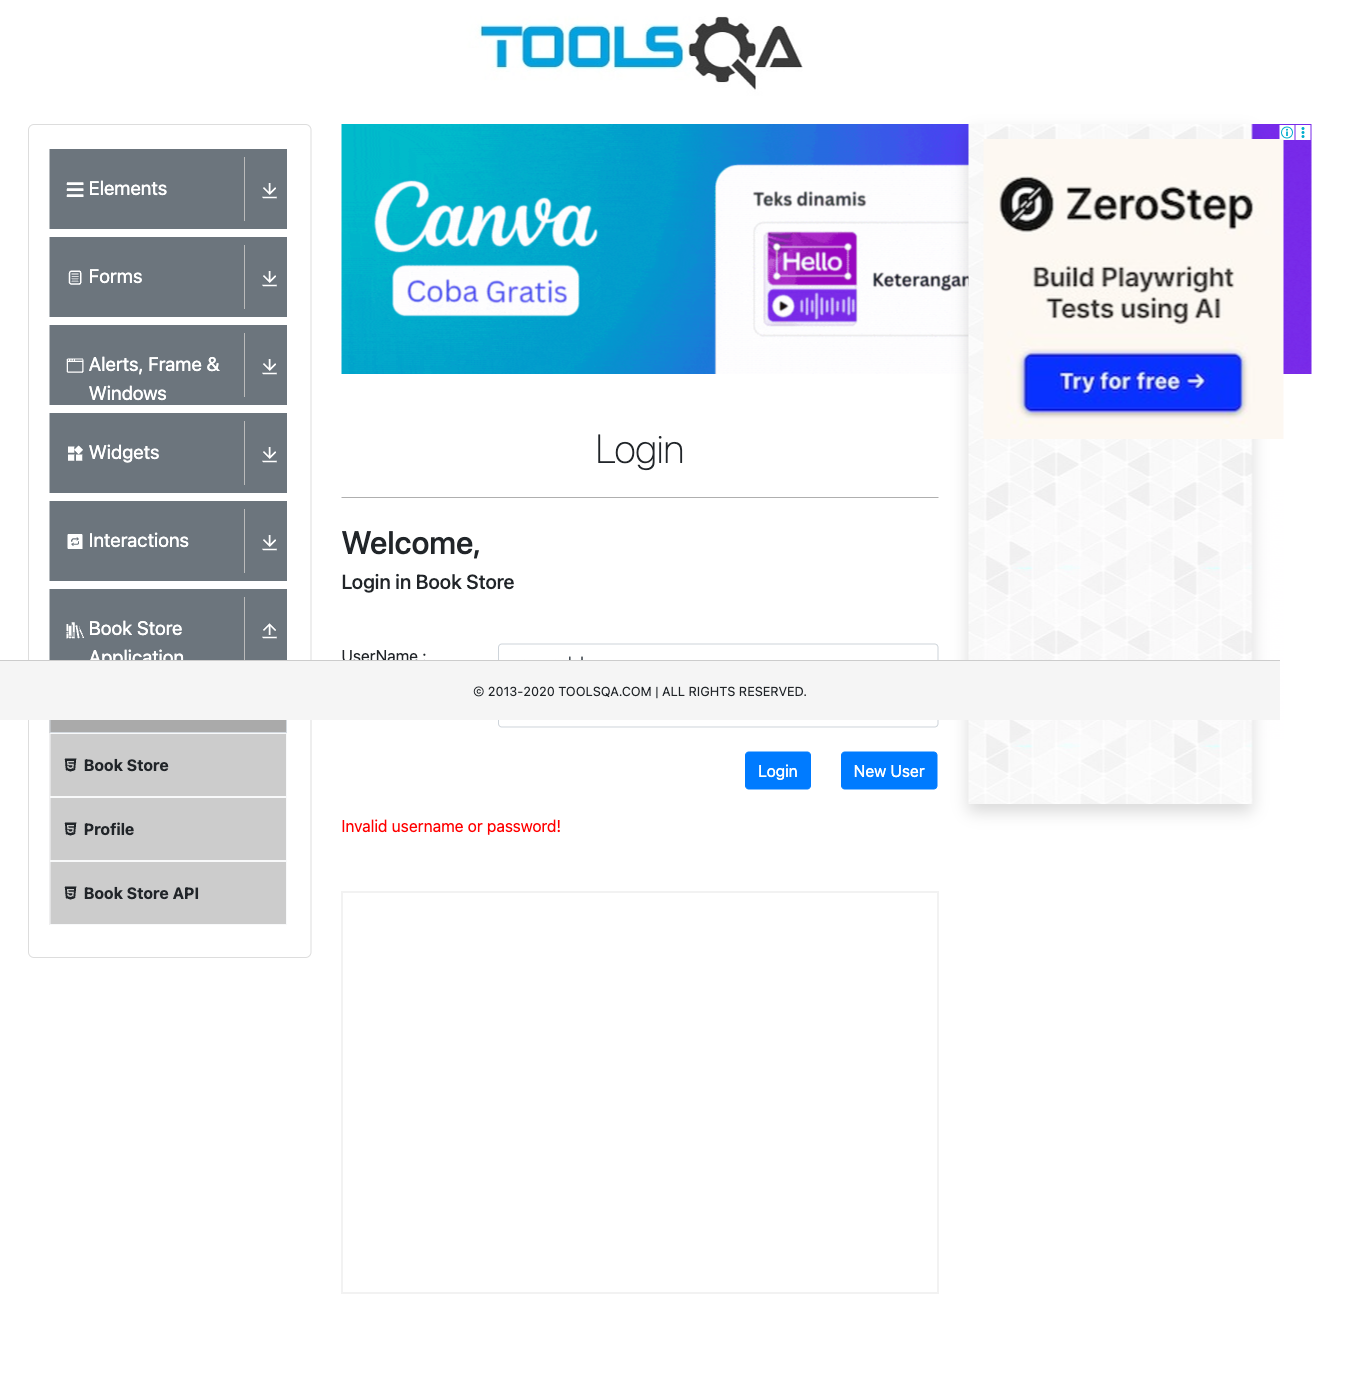 TOOLSQA
Elements
Forms
Alerts, Frame &
Windows
Widgets
Interactions
Book Store
Application
Book Store
Profile
Book Store API
Canva
Coba Gratis
Teks dinamis
Hello
Keterangan
ZeroStep
Build Playwright
Tests using AI
Try for free →
Login
Welcome,
Login in Book Store
UserName :
© 2013-2020 TOOLSQA.COM | ALL RIGHTS RESERVED.
Login
New User
Invalid username or password!